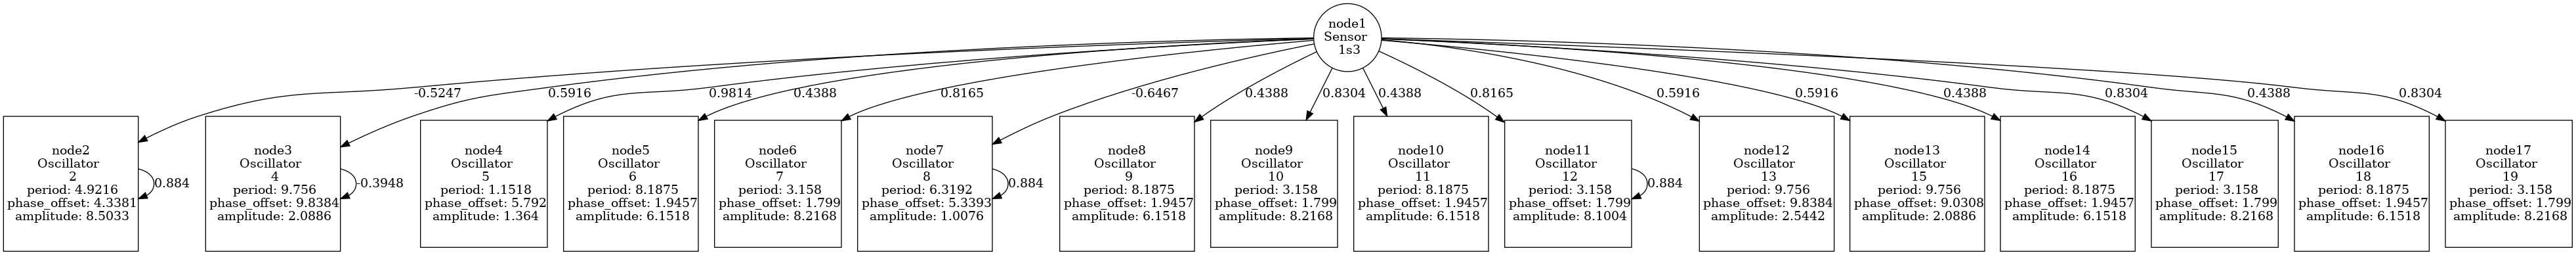 node1
Sensor
1s3
-0.5247
0.5916
0.9814
0.4388
0.8165
-0.6467
0.4388
0.8304
0.4388
0.8165
0.5916
0.5916
0.4388
0.8304
0.4388
0.8304
node2
Oscillator
2
period: 4.9216
phase_offset: 4.3381
amplitude: 8.5033
0.884
node3
Oscillator
4
period: 9.756
phase_offset: 9.8384
amplitude: 2.0886
-0.3948
node4
Oscillator
5
period: 1.1518
phase_offset: 5.792
amplitude: 1.364
node5
Oscillator
6
period: 8.1875
phase_offset: 1.9457
amplitude: 6.1518
node6
Oscillator
7
period: 3.158
phase_offset: 1.799
amplitude: 8.2168
node7
Oscillator
8
period: 6.3192
phase_offset: 5.3393
amplitude: 1.0076
0.884
node8
Oscillator
9
period: 8.1875
phase_offset: 1.9457
amplitude: 6.1518
node9
Oscillator
10
period: 3.158
phase_offset: 1.799
amplitude: 8.2168
node10
Oscillator
11
period: 8.1875
phase_offset: 1.9457
amplitude: 6.1518
node11
Oscillator
12
period: 3.158
phase_offset: 1.799
amplitude: 8.1004
0.884
node12
Oscillator
13
period: 9.756
phase_offset: 9.8384
amplitude: 2.5442
node13
Oscillator
15
period: 9.756
phase_offset: 9.0308
amplitude: 2.0886
node14
Oscillator
16
period: 8.1875
phase_offset: 1.9457
amplitude: 6.1518
node15
Oscillator
17
period: 3.158
phase_offset: 1.799
amplitude: 8.2168
node16
Oscillator
18
period: 8.1875
phase_offset: 1.9457
amplitude: 6.1518
node17
Oscillator
19
period: 3.158
phase_offset: 1.799
amplitude: 8.2168